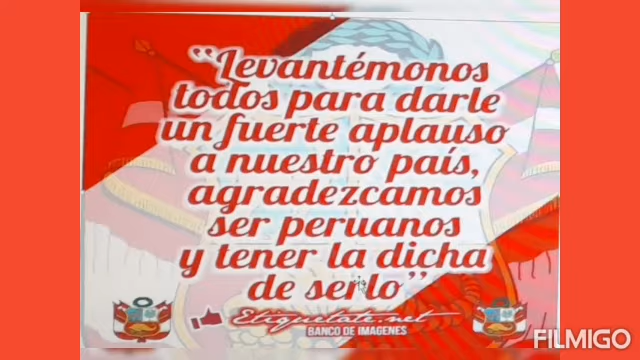 “Levantémonos
todos para darle
un fuerte aplauso
a nuestro país,
agradezcamos
ser peruanos
y tener la dicha
de serlo”
Etiquetate.net
BANCO DE IMAGENES
FILMIGO